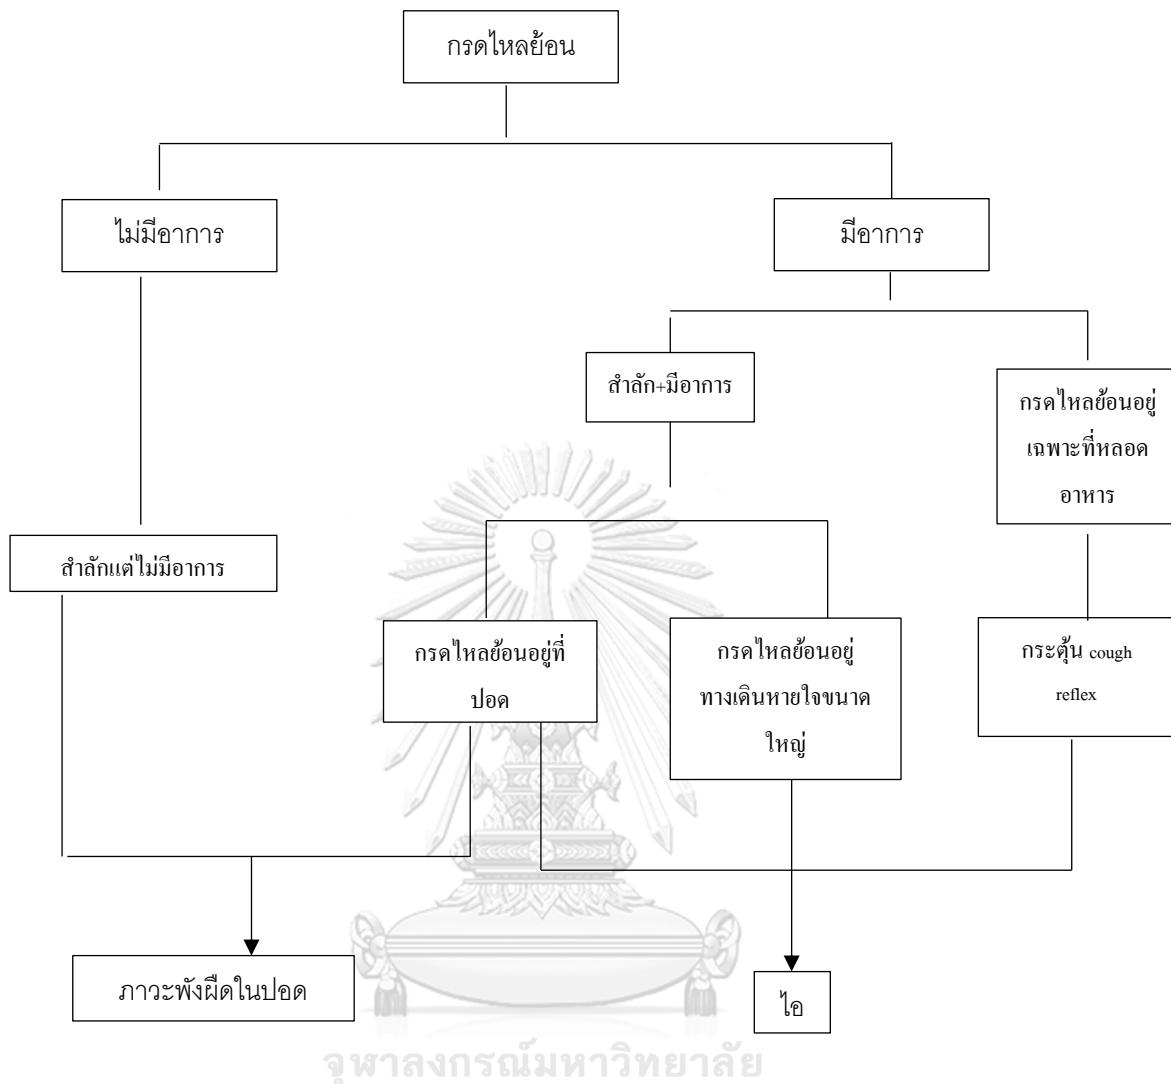 กรดไหลย้อน
ไม่มีอาการ
มีอาการ
สำลัก+มีอาการ
กรดไหลย้อนอยู่
เฉพาะที่หลอด
อาหาร
สำลักแต่ไม่มีอาการ
กรดไหลย้อนอยู่ที่
ปอด
กรดไหลย้อนอยู่
ทางเดินหายใจขนาด
ใหญ่
กระตุ้น cough
reflex
ภาวะพังผืดในปอด
ไอ
จุฬาลงกรณ์มหาวิทยาลัย